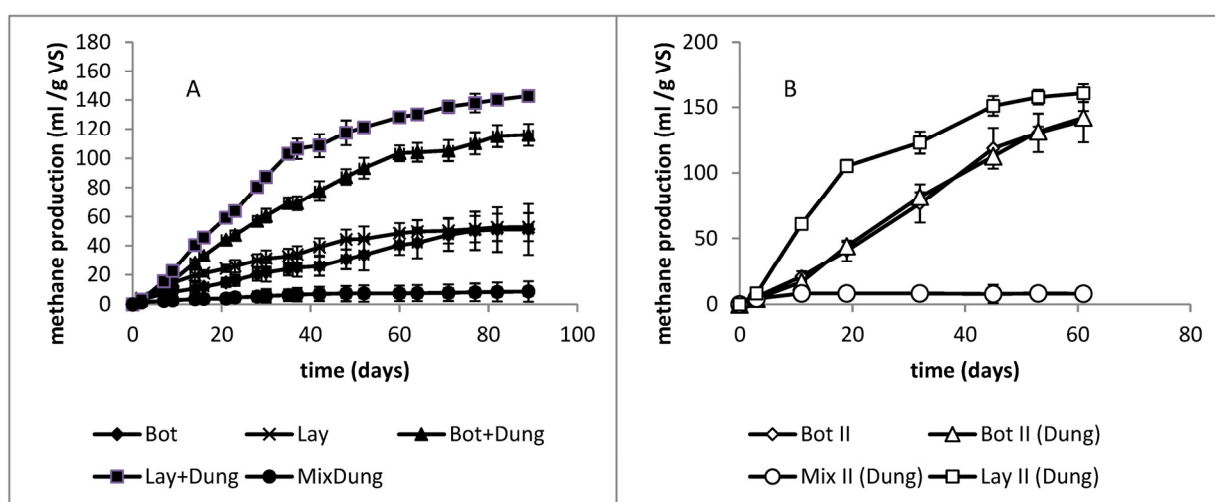 methane production (ml /g VS)
180
160
140
120
100
80
60
40
20
0
A
0 20 40 60 80 100
time (days)
Bot Lay Bot+Dung
Lay+Dung MixDung
methane production (ml /g VS)
200
150
100
50
0
B
0 20 40 60 80
time (days)
Bot II Bot II (Dung)
Mix II (Dung) Lay II (Dung)